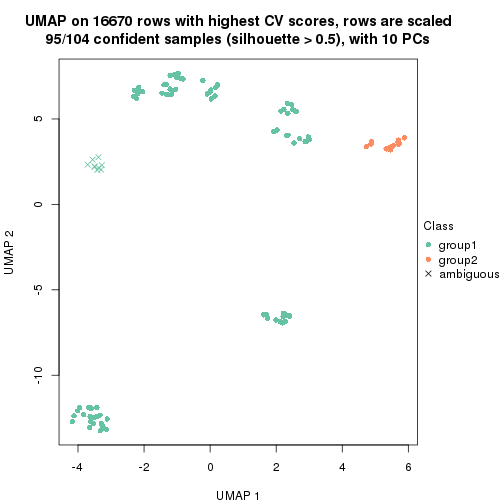 UMAP on 16670 rows with highest CV scores, rows are scaled
95/104 confident samples (silhouette > 0.5), with 10 PCs
5
0
-5
-10
UMAP 2
-4
-2
0
2
4
6
UMAP 1
Class
group1
group2
ambiguous